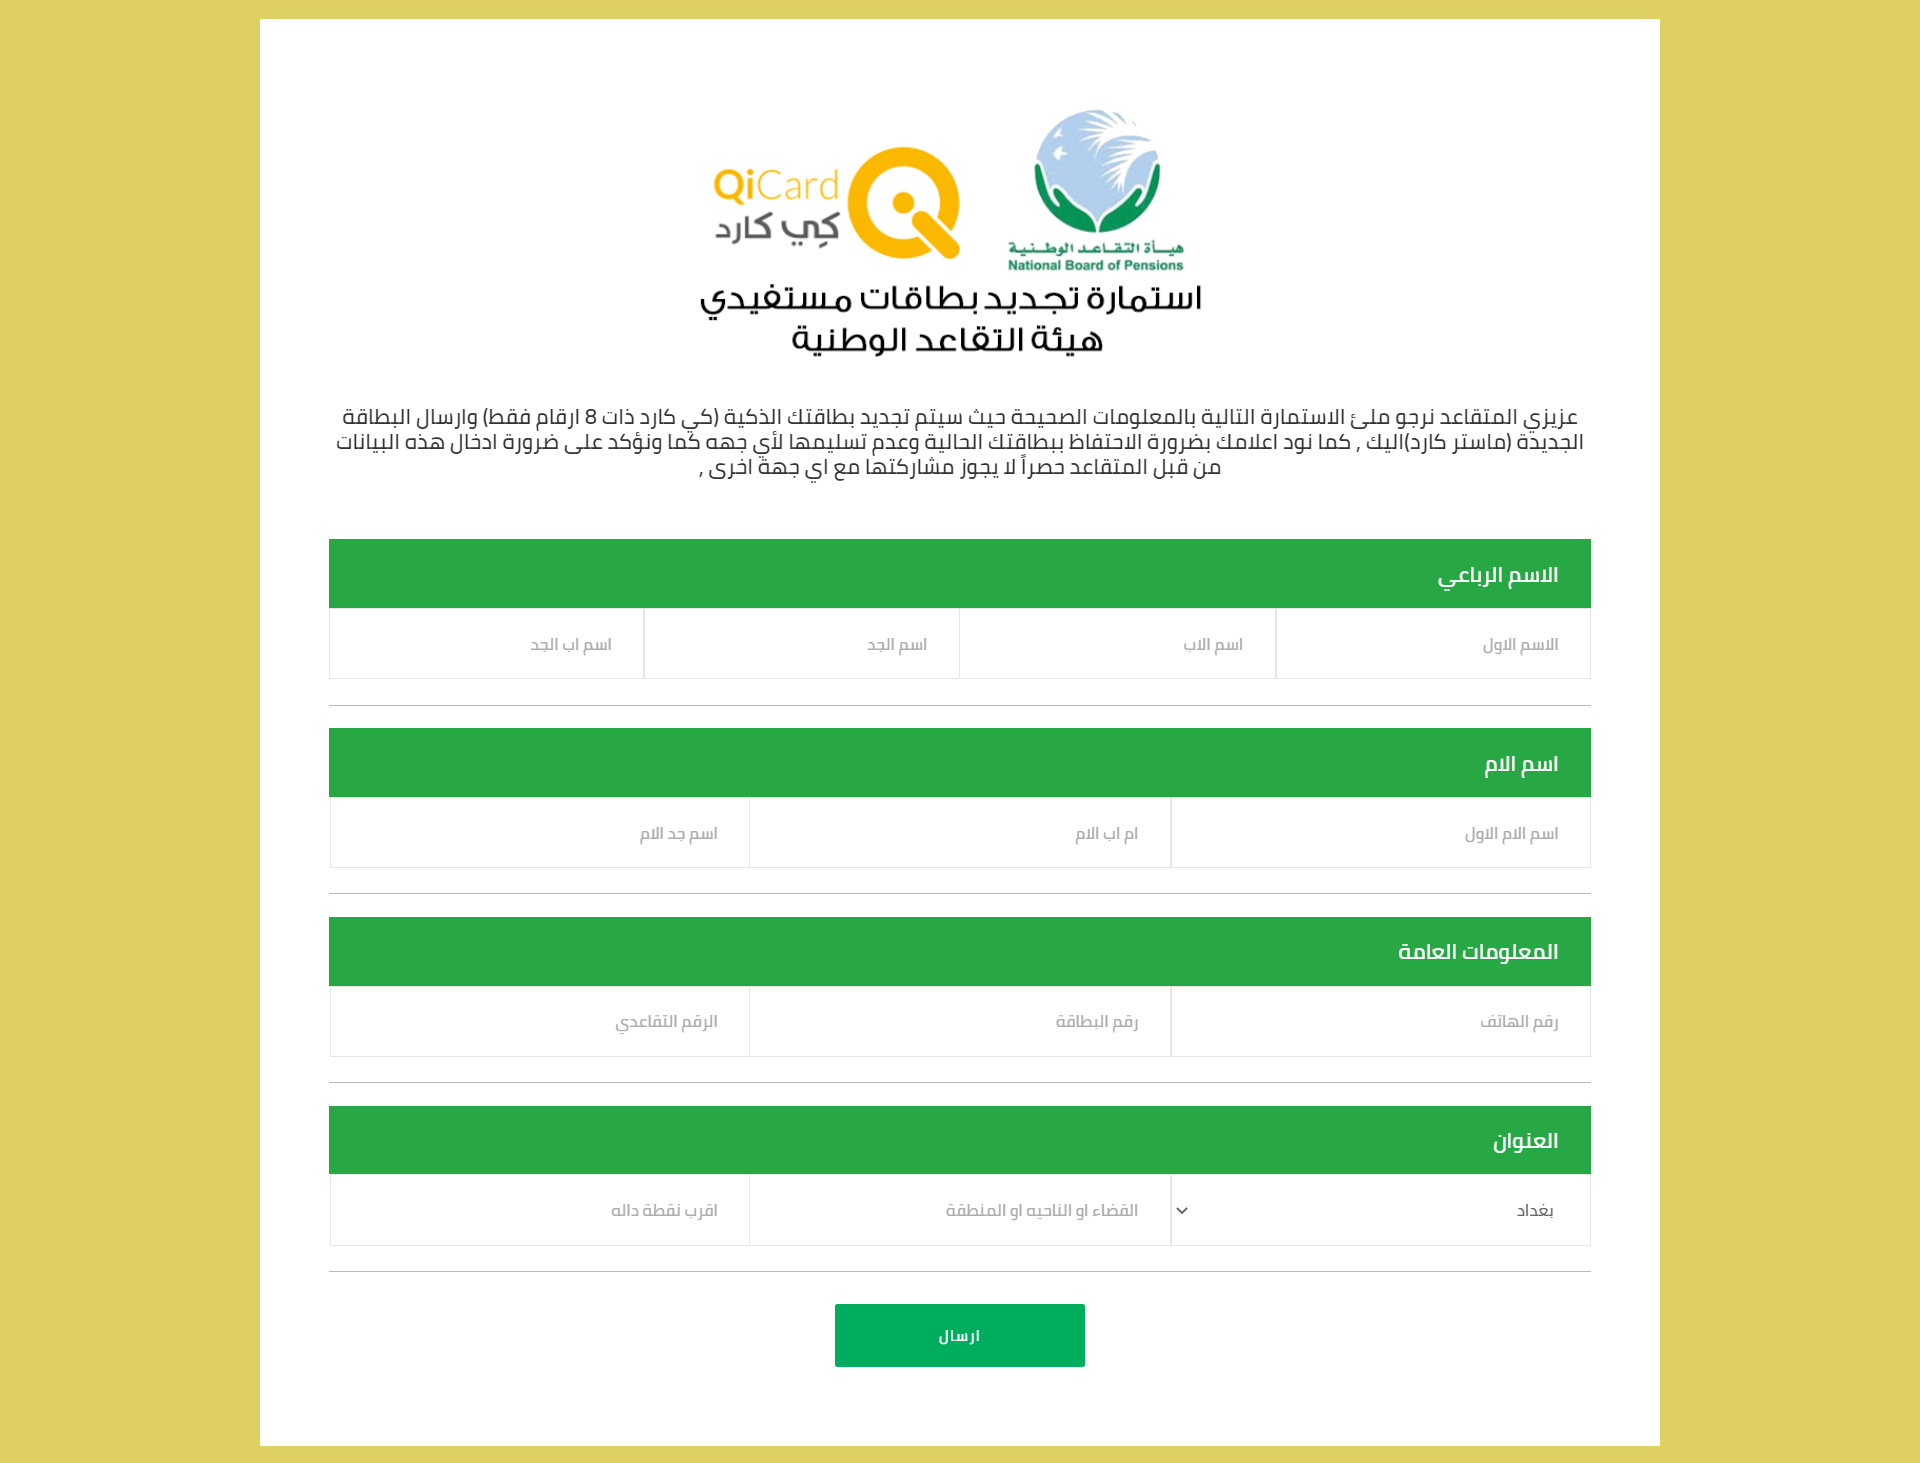 QiCard
كي كارد
هيـأة التقـاعـد الوطـنـية
National Board of Pensions
استمارة تجديد بطاقات مستفيدي
هيئة التقاعد الوطنية
عزيزي المتقاعد نرجو ملئ الاستمارة التالية بالمعلومات الصحيحة حيث سيتم تجديد بطاقتك الذكية (كي كارد ذات 8 ارقام فقط) وارسال البطاقة
الجديدة (ماستر كارد)اليك , كما نود اعلامك بضرورة الاحتفاظ ببطاقتك الحالية وعدم تسليمها لأي جهه كما ونؤكد على ضرورة ادخال هذه البيانات
من قبل المتقاعد حصراً لا يجوز مشاركتها مع اي جهة اخرى ,
الاسم الرباعي
الاسم الاول اسم الاب اسم الجد اسم اب الجد
اسم الام
اسم الام الاول ام اب الام اسم جد الام
المعلومات العامة
رقم الهاتف رقم البطاقة الرقم التقاعدي
العنوان
بغداد القضاء او الناحيه او المنطقة اقرب نقطة داله
ارسال